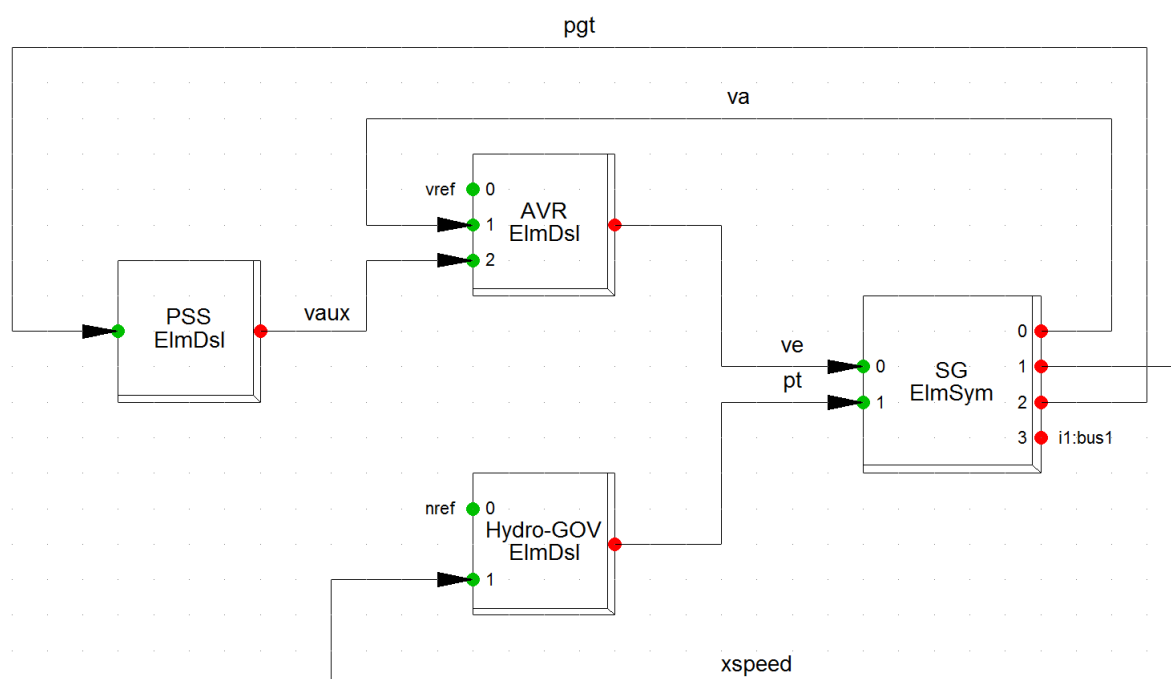 pgt
va
vref 0
AVR
ElmDsl
1
2
PSS
ElmDsl
vaux
ve
pt
0
1
SG
ElmSym
0
1
2
3 i1:bus1
nref 0
Hydro-GOV
ElmDsl
1
xspeed